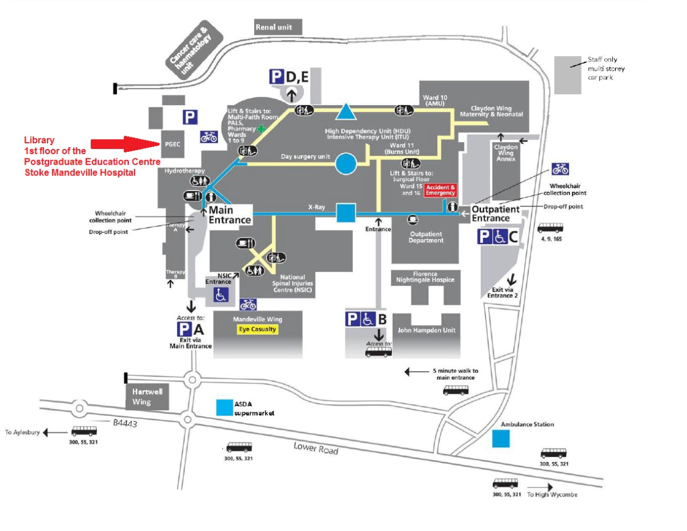 Renal unit
Cancer care &
haematology
unit
Staff only
multi storey
car park
P D,E
Ward 10
(AMU)
Claydon Wing
Maternity & Neonatal
Lift & Stairs to:
Multi-Faith Room
PALS,
Pharmacy
Wards
1 to 9
P
High Dependency Unit (HDU)
Intensive Therapy Unit (ITU)
Library
1st floor of the
Postgraduate Education Centre
Stoke Mandeville Hospital
PGEC
Ward 11
(Burns Unit)
Claydon
Wing
Annex
Day surgery unit
Hydrotherapy
Lift & Stairs to:
Surgical Floor
Ward 15
and 16
Accident &
Emergency
Wheelchair
collection point
Drop-off point
Wheelchair
collection point
Drop-off point
Main
Entrance
X-Ray
Outpatient
Entrance
Therapy
A
Entrance
Outpatient
Department
P C
4, 9, 165
Therapy
B
NSIC
Entrance
National
Spinal Injuries
Centre (NSIC)
Florence
Nightingale Hospice
Exit via
Entrance 2
Access to:
P A
Exit via
Main Entrance
Mandeville Wing
Eye Casualty
P B
Access to:
John Hampdon Unit
5 minute walk to
main entrance
Hartwell
Wing
ASDA
supermarket
B4443
To Aylesbury
300, 55, 321
300, 55, 321
Lower Road
Ambulance Station
300, 55, 321
300, 55, 321
To High Wycombe